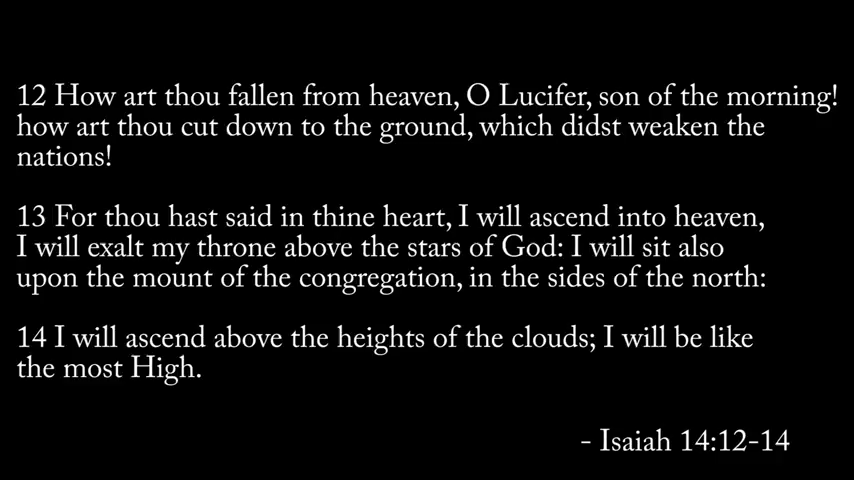 12 How art thou fallen from heaven, O Lucifer, son of the morning!
how art thou cut down to the ground, which didst weaken the
nations!
13 For thou hast said in thine heart, I will ascend into heaven,
I will exalt my throne above the stars of God: I will sit also
upon the mount of the congregation, in the sides of the north:
14 I will ascend above the heights of the clouds; I will be like
the most High.
- Isaiah 14:12-14